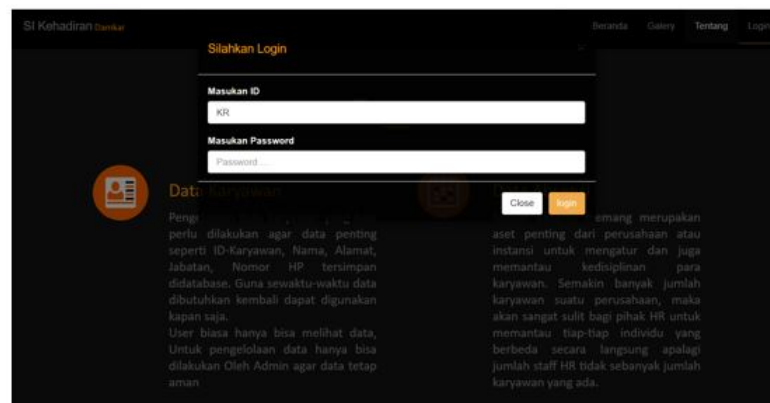 SI Kehadiran Damkar
Beranda Galery Tentang Login
Silahkan Login
Masukan ID
KR
Masukan Password
Password ...
Close login
Data Karyawan
perlu dilakukan agar data penting
seperti ID-Karyawan, Nama, Alamat,
Jabatan, Nomor HP tersimpan
didatabase. Guna sewaktu-waktu data
dibutuhkan kembali dapat digunakan
kapan saja.
User biasa hanya bisa melihat data,
Untuk pengelolaan data hanya bisa
dilakukan Oleh Admin agar data tetap
aman
emang merupakan
aset penting dari perusahaan atau
instansi untuk mengatur dan juga
memantau kedisiplinan para
karyawan. Semakin banyak jumlah
karyawan suatu perusahaan, maka
akan sangat sulit bagi pihak HR untuk
memantau tiap-tiap individu yang
berbeda secara langsung apalagi
jumlah staff HR tidak sebanyak jumlah
karyawan yang ada.